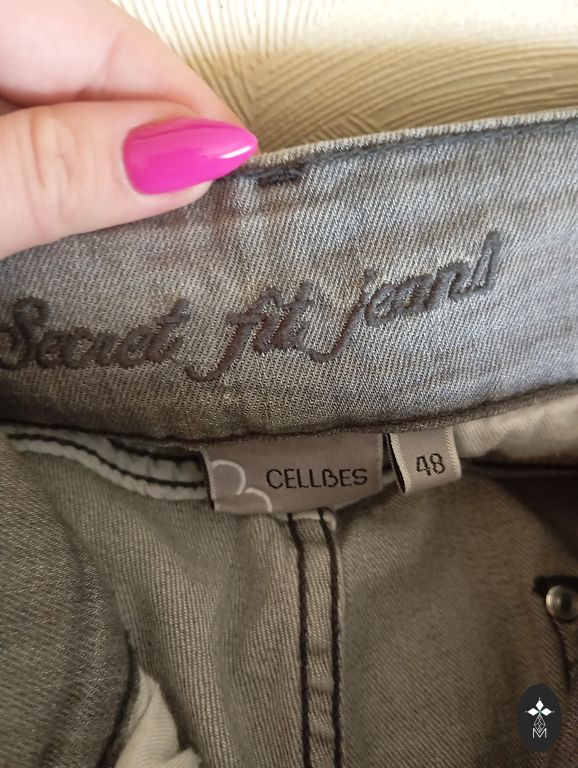 Secret fit jeans
CELLBES
48
M